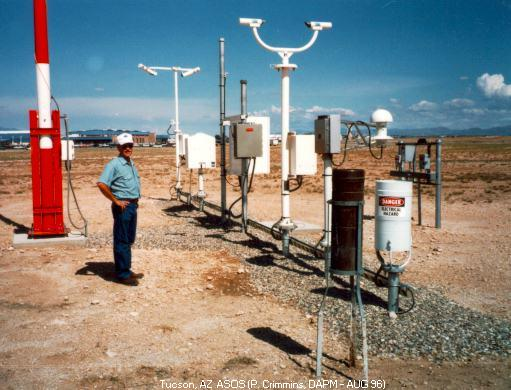 DANGER
ELECTRICAL
HAZARD
Tucson, AZ ASOS (P. Crimmins, DAPM - AUG 96)